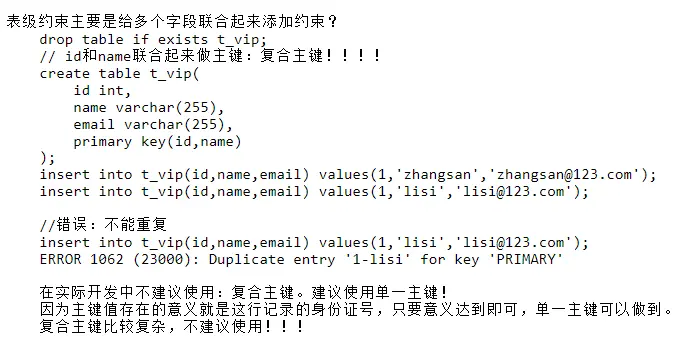 表级约束主要是给多个字段联合起来添加约束？
drop table if exists t_vip;
// id和name联合起来做主键：复合主键！！！！
create table t_vip(
id int,
name varchar(255),
email varchar(255),
primary key(id,name)
);
insert into t_vip(id,name,email) values(1,'zhangsan','zhangsan@123.com');
insert into t_vip(id,name,email) values(1,'lisi','lisi@123.com');
//错误：不能重复
insert into t_vip(id,name,email) values(1,'lisi','lisi@123.com');
ERROR 1062 (23000): Duplicate entry '1-lisi' for key 'PRIMARY'
在实际开发中不建议使用：复合主键。建议使用单一主键！
因为主键值存在的意义就是这行记录的身份证号，只要意义达到即可，单一主键可以做到。
复合主键比较复杂，不建议使用！！！